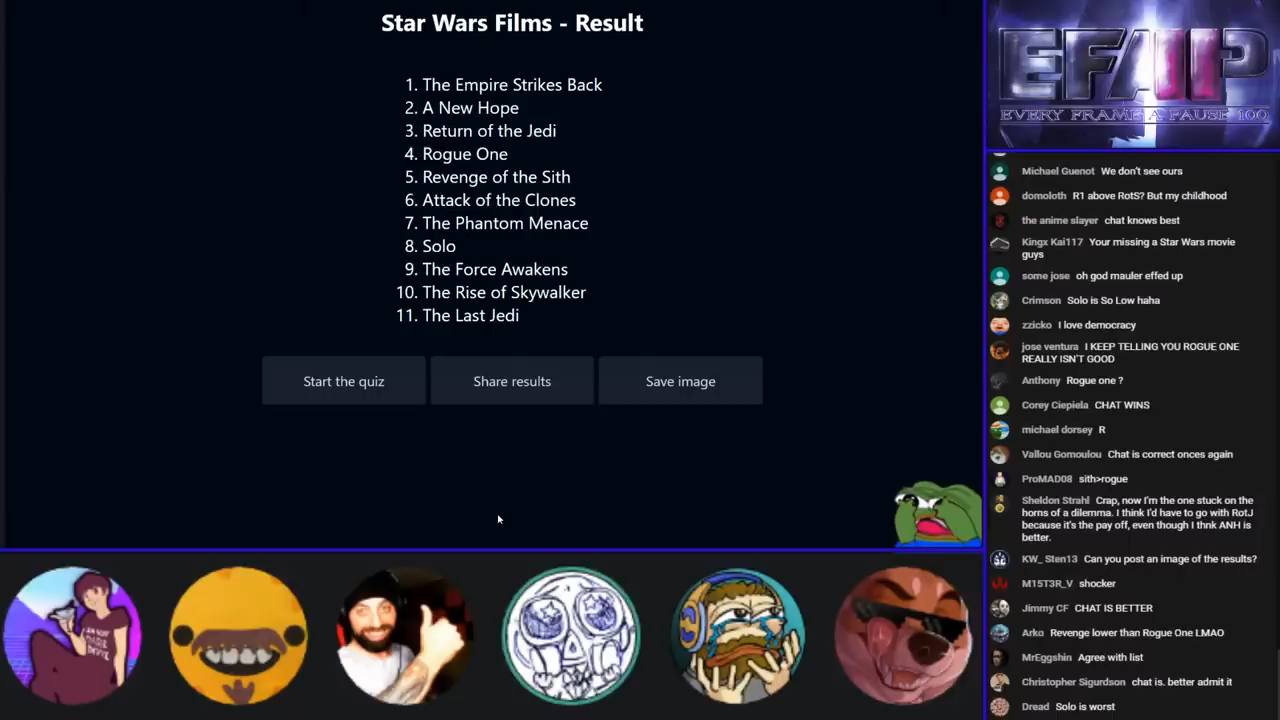 Star Wars Films - Result
1. The Empire Strikes Back
2. A New Hope
3. Return of the Jedi
4. Rogue One
5. Revenge of the Sith
6. Attack of the Clones
7. The Phantom Menace
8. Solo
9. The Force Awakens
10. The Rise of Skywalker
11. The Last Jedi
Start the quiz
Share results
Save image
EFAP
EVERY FRAME A PAUSE 100
Michael Guenot We don't see ours
domoloth R1 above RotS? But my childhood
the anime slayer chat knows best
Kingx Kai117 Your missing a Star Wars movie
guys
some jose oh god mauler effed up
Crimson Solo is So Low haha
zzicko I love democracy
jose ventura I KEEP TELLING YOU ROGUE ONE
REALLY ISN'T GOOD
Anthony Rogue one ?
Corey Ciepiela CHAT WINS
michael dorsey R
Vallou Gomoulou Chat is correct onces again
ProMAD08 sith>rogue
Sheldon Strahl Crap, now I'm the one stuck on the
horns of a dilemma. I think I'd have to go with RotJ
because it's the pay off, even though I thnk ANH is
better.
KW_ Sten13 Can you post an image of the results?
M15T3R_V shocker
Jimmy CF CHAT IS BETTER
Arko Revenge lower than Rogue One LMAO
MrEggshin Agree with list
Christopher Sigurdson chat is. better admit it
Dread Solo is worst